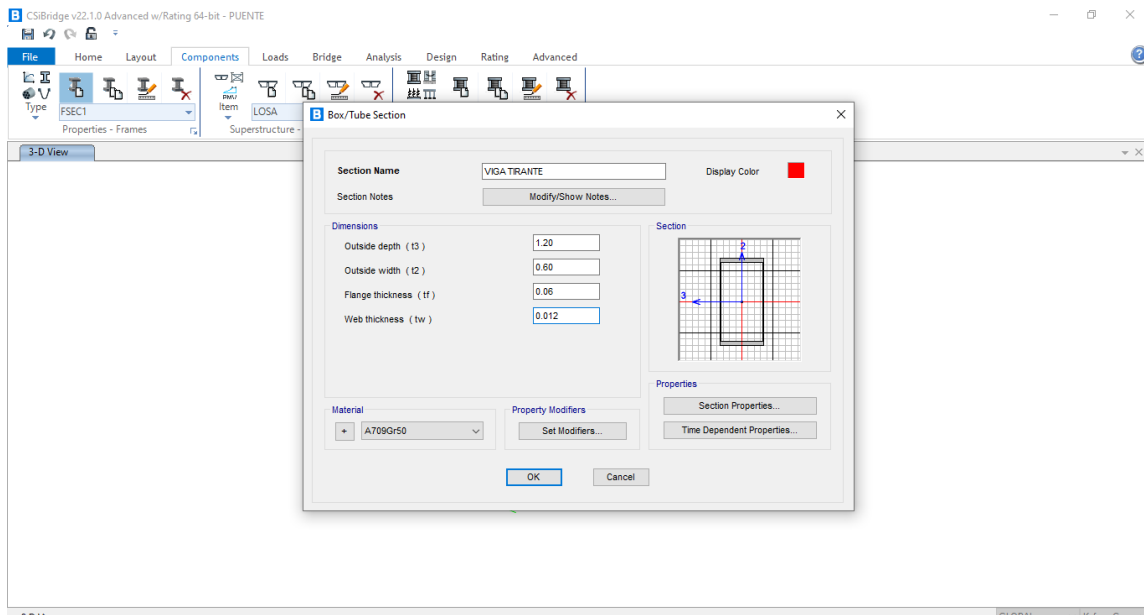 CSiBridge v22.1.0 Advanced w/Rating 64-bit - PUENTE
File Home Layout Components Loads Bridge Analysis Design Rating Advanced
Type
FSEC1
Item
LOSA
Properties - Frames
Superstructure -
3-D View
B Box/Tube Section
Section Name
VIGA TIRANTE
Display Color
Section Notes
Modify/Show Notes...
Dimensions
Outside depth ( t3 )
1.20
Outside width ( t2 )
0.60
Flange thickness ( tf )
0.06
Web thickness ( tw )
0.012
Section
2
3
Material
+
A709Gr50
Property Modifiers
Set Modifiers...
Properties
Section Properties...
Time Dependent Properties...
OK
Cancel